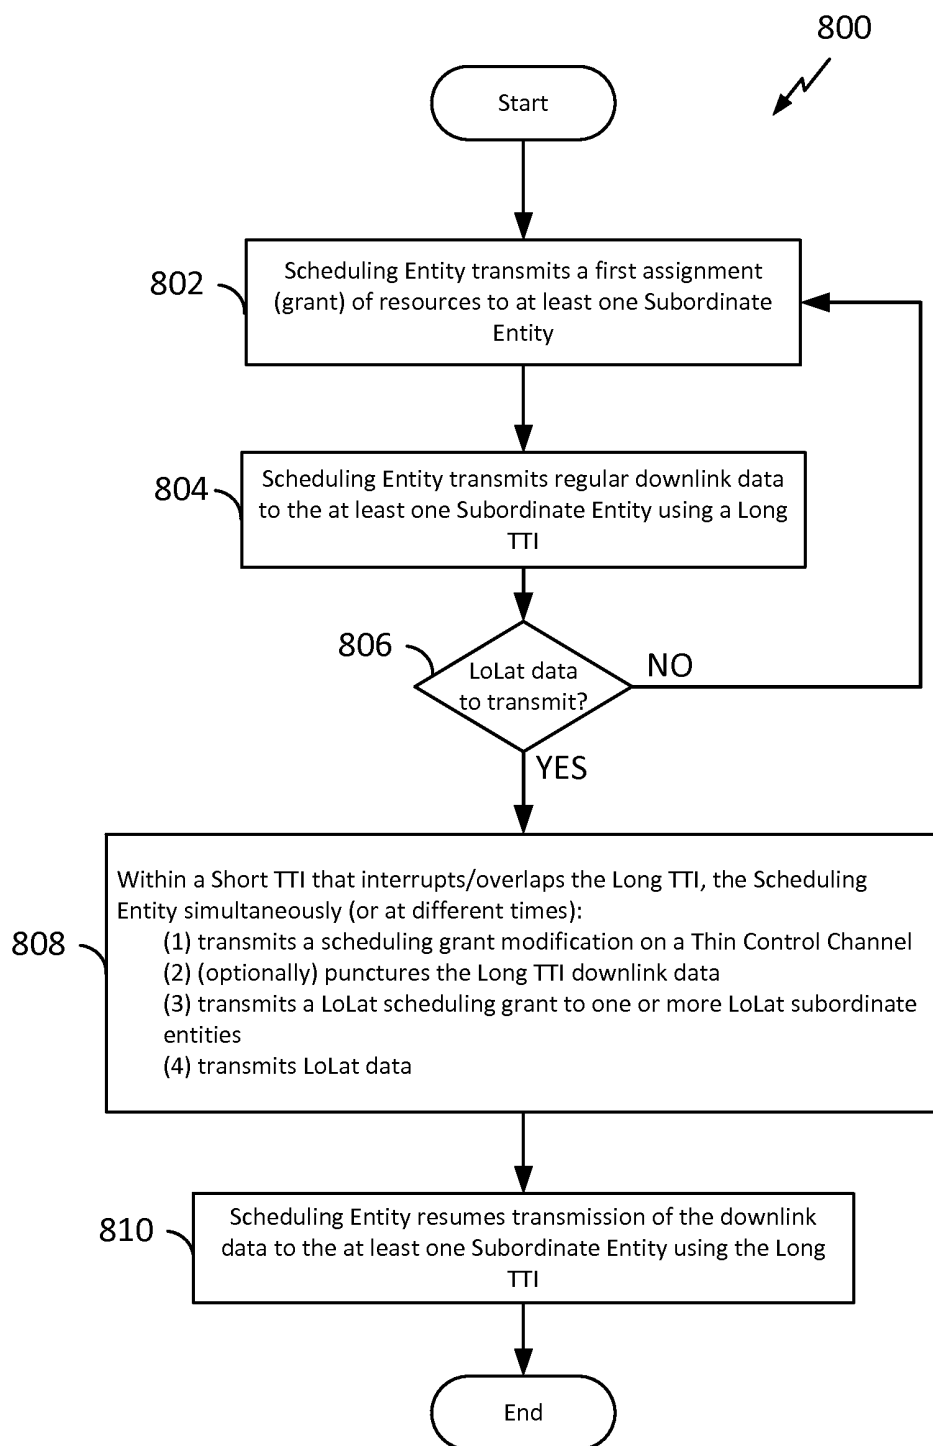 800
Start
802
Scheduling Entity transmits a first assignment
(grant) of resources to at least one Subordinate
Entity
804
Scheduling Entity transmits regular downlink data
to the at least one Subordinate Entity using a Long
TTI
806
LoLat data
to transmit?
NO
YES
808
Within a Short TTI that interrupts/overlaps the Long TTI, the Scheduling
Entity simultaneously (or at different times):
(1) transmits a scheduling grant modification on a Thin Control Channel
(2) (optionally) punctures the Long TTI downlink data
(3) transmits a LoLat scheduling grant to one or more LoLat subordinate
entities
(4) transmits LoLat data
810
Scheduling Entity resumes transmission of the downlink
data to the at least one Subordinate Entity using the Long
TTI
End